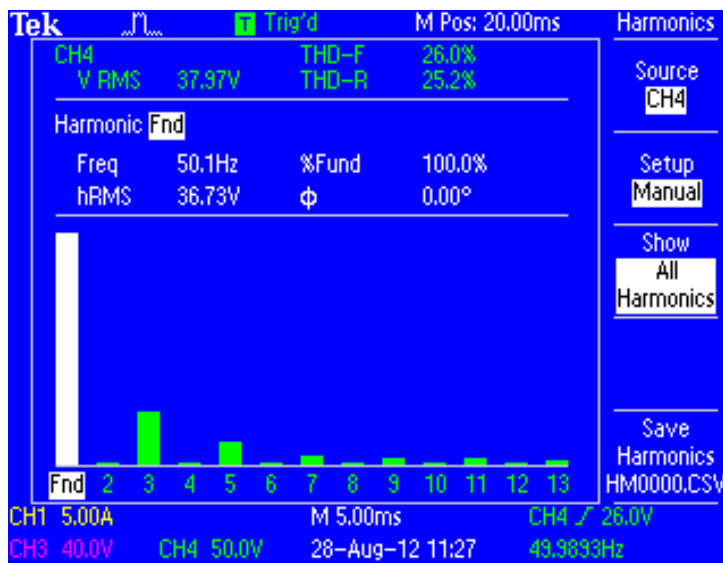 Tek T Trig'd M Pos: 20.00ms Harmonics
CH4 THD-F 26.0%
V RMS 37.97V THD-R 25.2%
Source
CH4
Harmonic Fnd
Freq 50.1Hz %Fund 100.0%
hRMS 36.73V ϕ 0.00°
Setup
Manual
Show
All
Harmonics
Save
Harmonics
HM0000.CSV
Fnd 2 3 4 5 6 7 8 9 10 11 12 13
CH1 5.00A M 5.00ms CH4 26.0V
CH3 40.0V CH4 50.0V 28-Aug-12 11:27 49.9893Hz